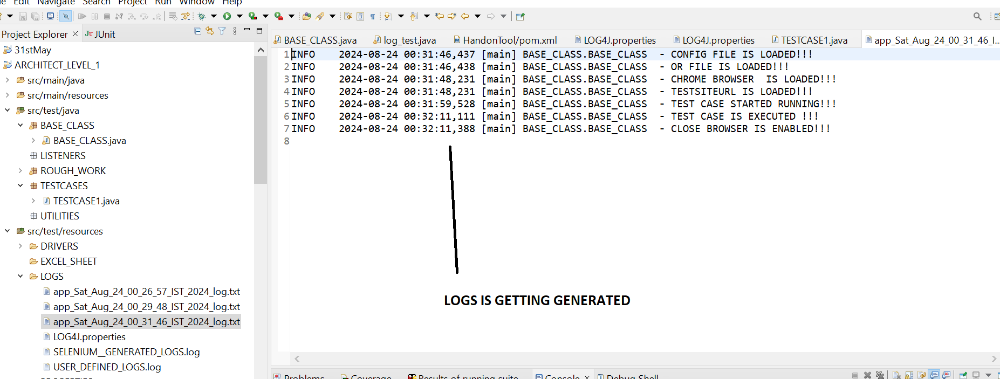 Edit Navigate Search Project Run Window Help
Project Explorer
JUnit
BASE_CLASS.java
log_test.java
HandonTool/pom.xml
LOG4J.properties
LOG4J.properties
TESTCASE1.java
app_Sat_Aug_24_00_31_46_I...
31stMay
ARCHITECT_LEVEL_1
src/main/java
src/main/resources
src/test/java
BASE_CLASS
BASE_CLASS.java
LISTENERS
ROUGH_WORK
TESTCASES
TESTCASE1.java
UTILITIES
src/test/resources
DRIVERS
EXCEL_SHEET
LOGS
app_Sat_Aug_24_00_26_57_IST_2024_log.txt
app_Sat_Aug_24_00_29_48_IST_2024_log.txt
app_Sat_Aug_24_00_31_46_IST_2024_log.txt
LOG4J.properties
SELENIUM__GENERATED_LOGS.log
USER_DEFINED_LOGS.log
1 INFO 2024-08-24 00:31:46,437 [main] BASE_CLASS.BASE_CLASS - CONFIG FILE IS LOADED!!!
2 INFO 2024-08-24 00:31:46,438 [main] BASE_CLASS.BASE_CLASS - OR FILE IS LOADED!!!
3 INFO 2024-08-24 00:31:48,231 [main] BASE_CLASS.BASE_CLASS - CHROME BROWSER  IS LOADED!!!
4 INFO 2024-08-24 00:31:48,231 [main] BASE_CLASS.BASE_CLASS - TESTSITEURL IS LOADED!!!
5 INFO 2024-08-24 00:31:59,528 [main] BASE_CLASS.BASE_CLASS - TEST CASE STARTED RUNNING!!!
6 INFO 2024-08-24 00:32:11,111 [main] BASE_CLASS.BASE_CLASS - TEST CASE IS EXECUTED !!!
7 INFO 2024-08-24 00:32:11,388 [main] BASE_CLASS.BASE_CLASS - CLOSE BROWSER IS ENABLED!!!
8
LOGS IS GETTING GENERATED
Problems
Coverage
Results of running suite
Console
Debug Shell